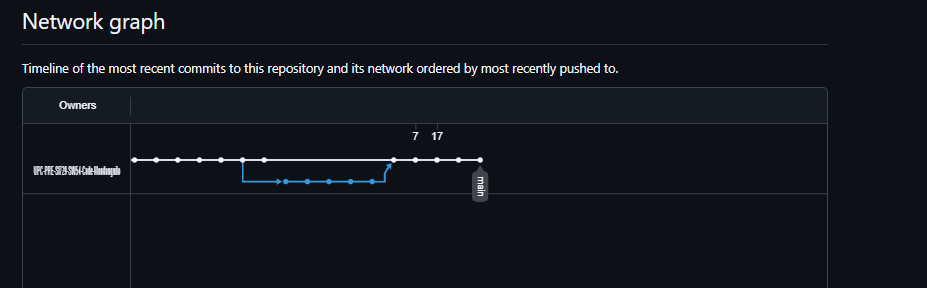 Network graph
Timeline of the most recent commits to this repository and its network ordered by most recently pushed to.
Owners
7 17
main